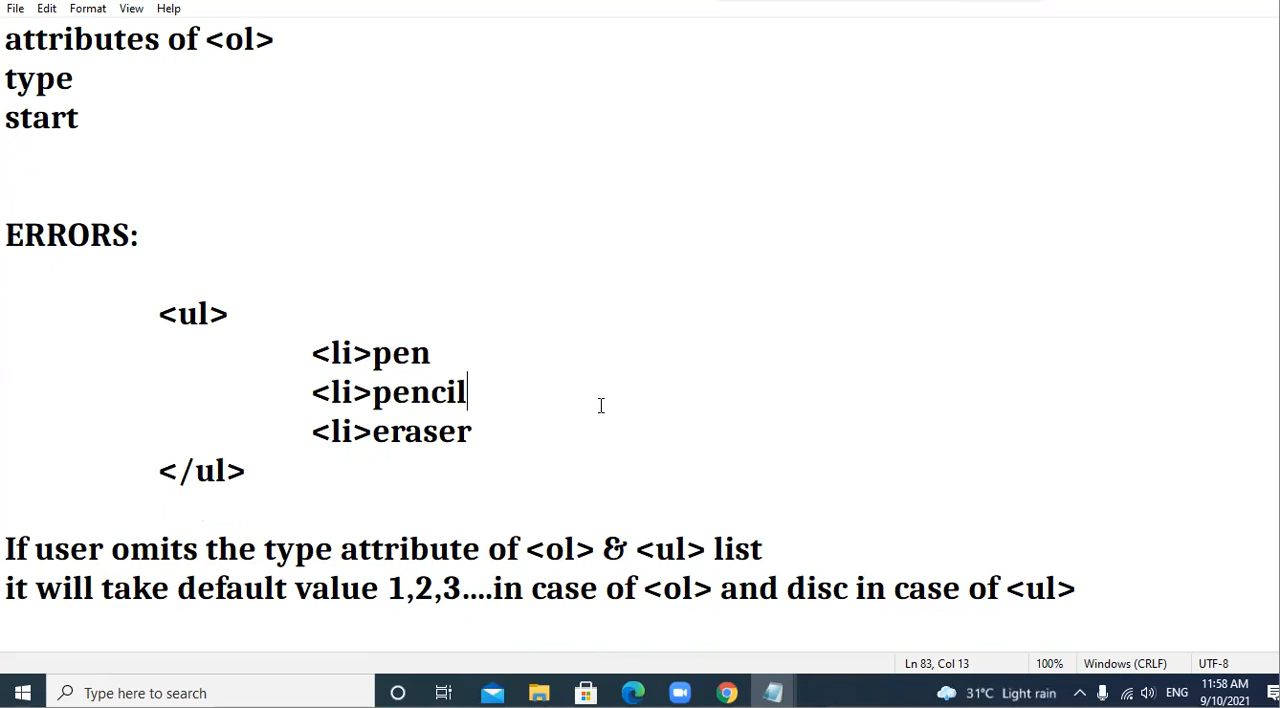 File Edit Format View Help
attributes of <ol>
type
start
ERRORS:
<ul>
<li>pen
<li>pencil
<li>eraser
</ul>
If user omits the type attribute of <ol> & <ul> list
it will take default value 1,2,3....in case of <ol> and disc in case of <ul>
Ln 83, Col 13 100% Windows (CRLF) UTF-8
Type here to search 31°C Light rain ENG 11:58 AM
9/10/2021